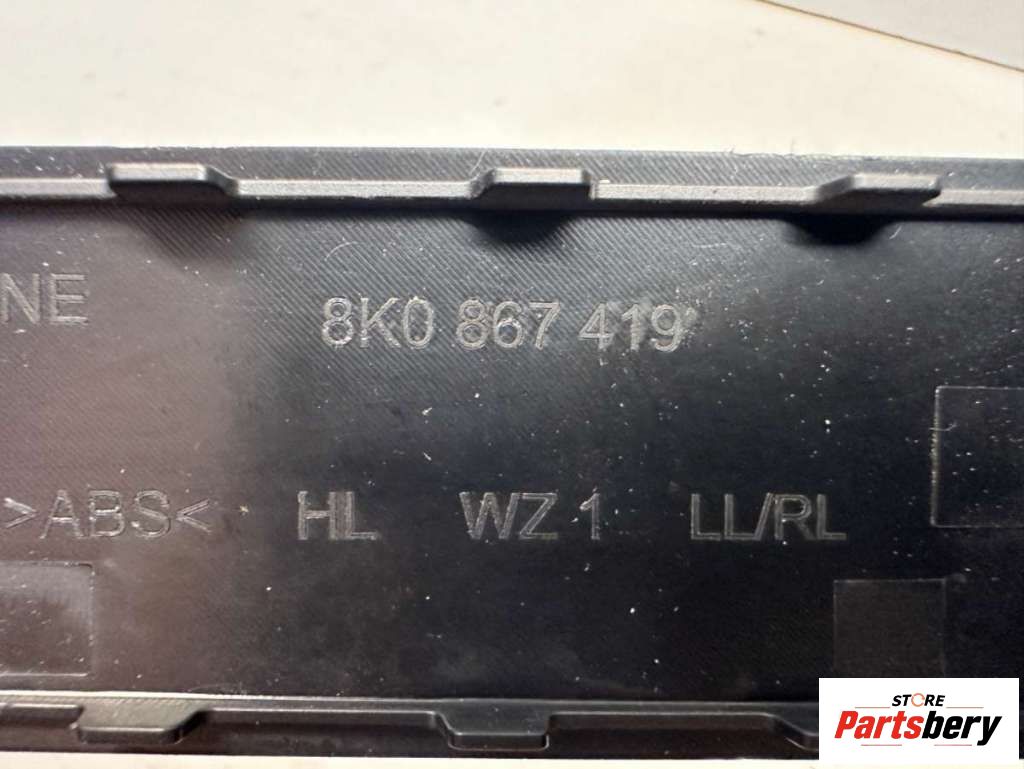 NE 8K0 867 419
>ABS< HL WZ 1 LL/RL
STORE
Partsbery